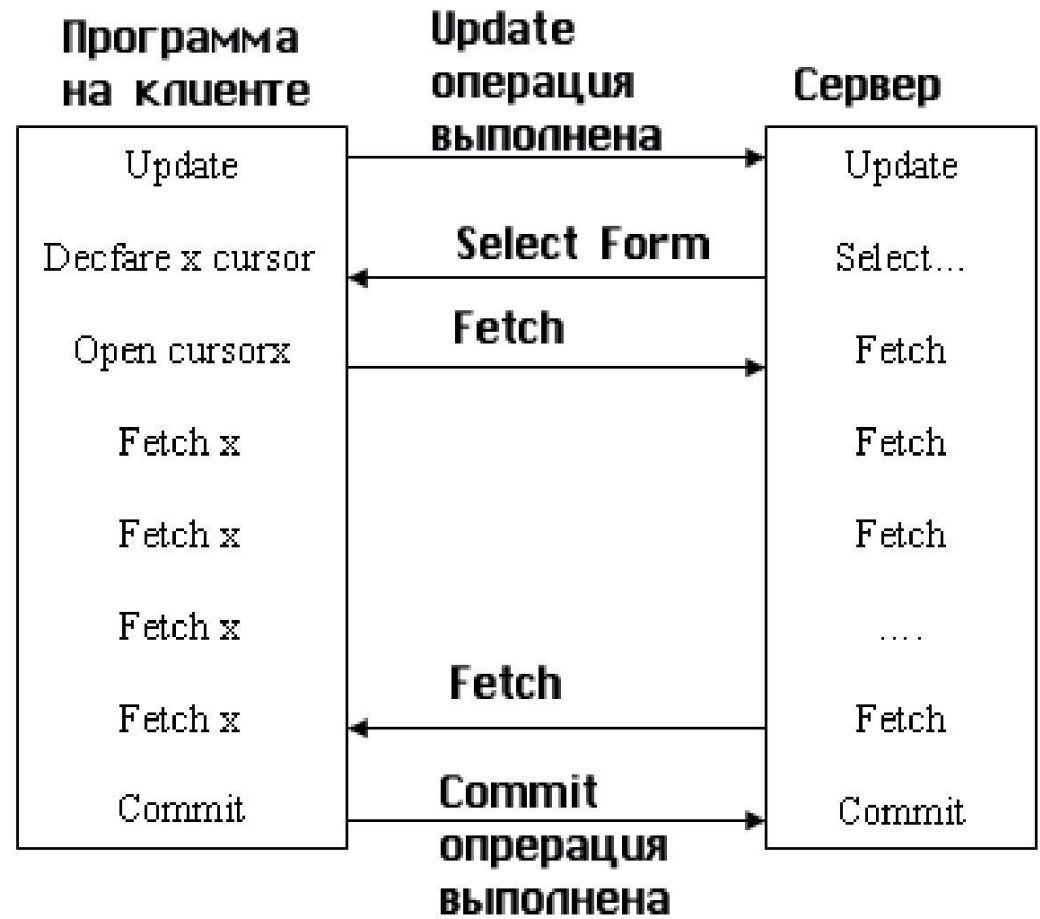 Программа
на клиенте
Update
операция
выполнена
Сервер
Update
Decfare x cursor
Open cursorx
Fetch x
Fetch x
Fetch x
Fetch x
Commit
Select Form
Fetch
Fetch
Commit
опрерация
выполнена
Update
Select...
Fetch
Fetch
Fetch
....
Fetch
Commit